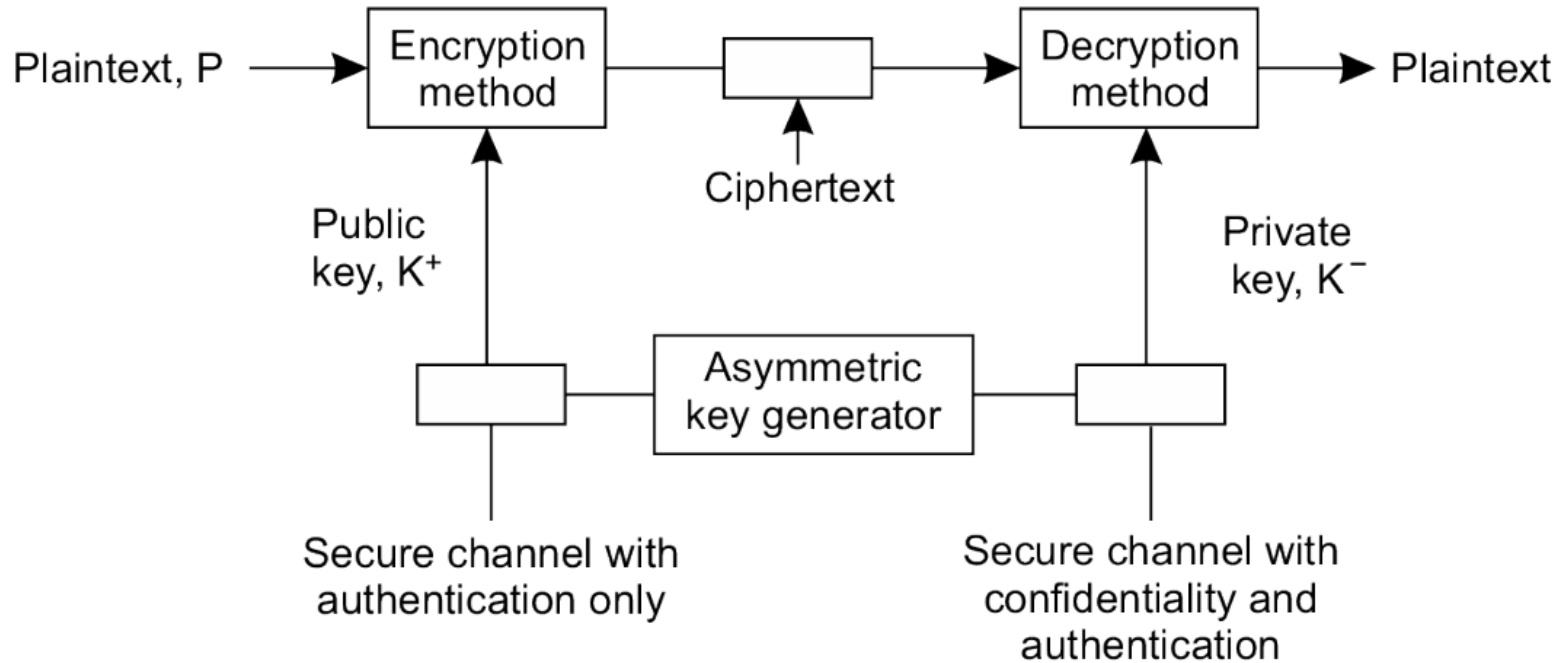 Plaintext, P
Encryption
method
Decryption
method
Plaintext
Ciphertext
Public
key, K⁺
Private
key, K⁻
Asymmetric
key generator
Secure channel with
authentication only
Secure channel with
confidentiality and
authentication